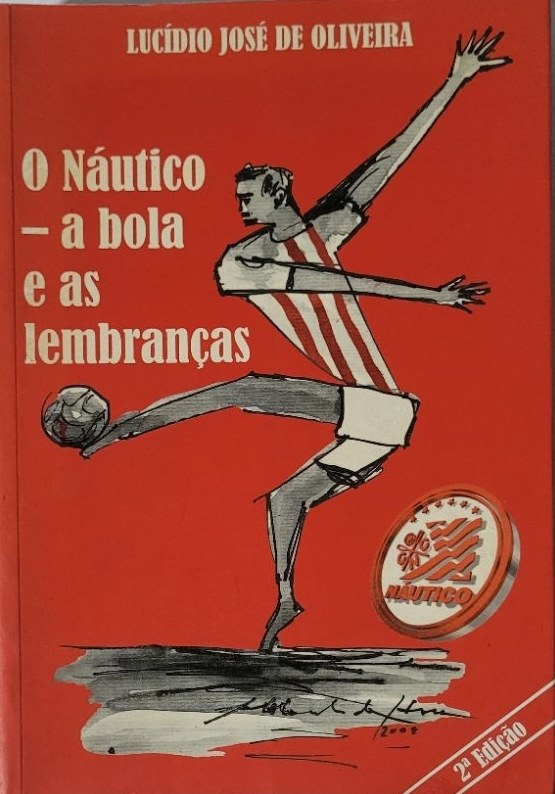 LUCÍDIO JOSÉ DE OLIVEIRA
O Náutico
– a bola
e as
lembranças
NÁUTICO
2ª Edição